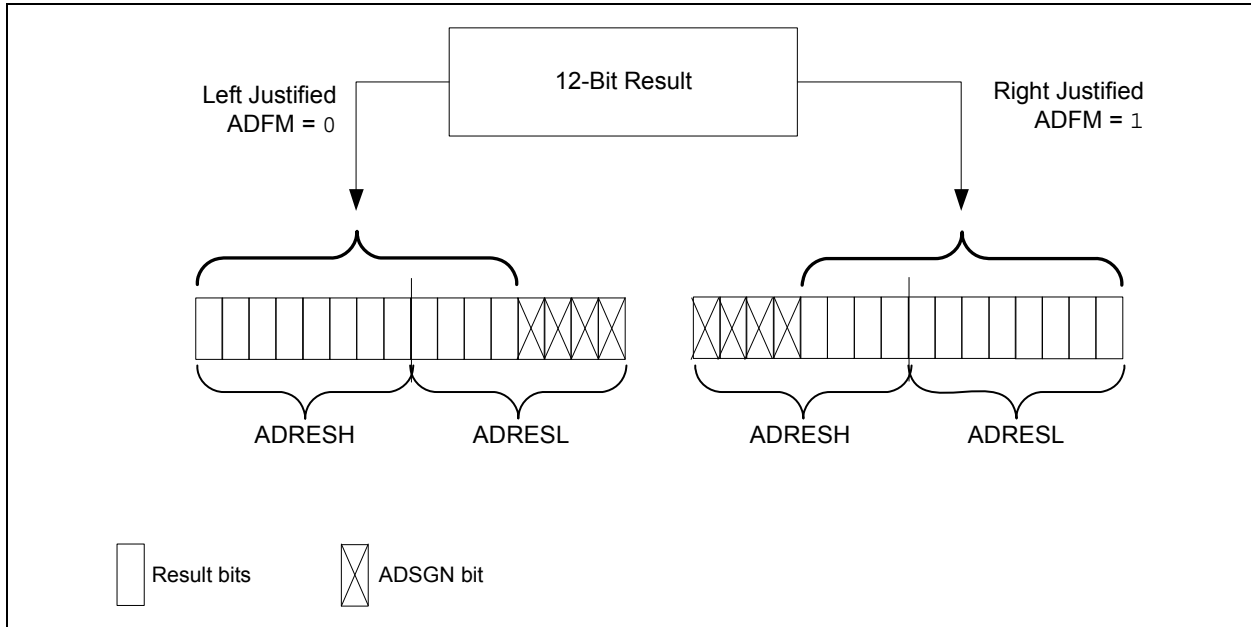 12-Bit Result
Left Justified
ADFM = 0
Right Justified
ADFM = 1
ADRESH
ADRESL
ADRESH
ADRESL
Result bits
ADSGN bit